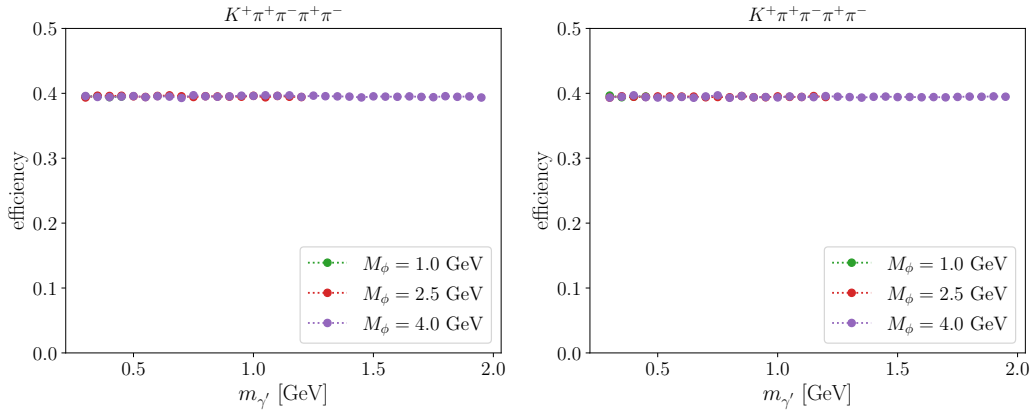 K⁺π⁺π⁻π⁺π⁻
0.5
0.4
0.3
0.2
0.1
0.0
efficiency
M_ϕ = 1.0 GeV
M_ϕ = 2.5 GeV
M_ϕ = 4.0 GeV
0.5 1.0 1.5 2.0
m_γ′ [GeV]
K⁺π⁺π⁻π⁺π⁻
0.5
0.4
0.3
0.2
0.1
0.0
efficiency
M_ϕ = 1.0 GeV
M_ϕ = 2.5 GeV
M_ϕ = 4.0 GeV
0.5 1.0 1.5 2.0
m_γ′ [GeV]